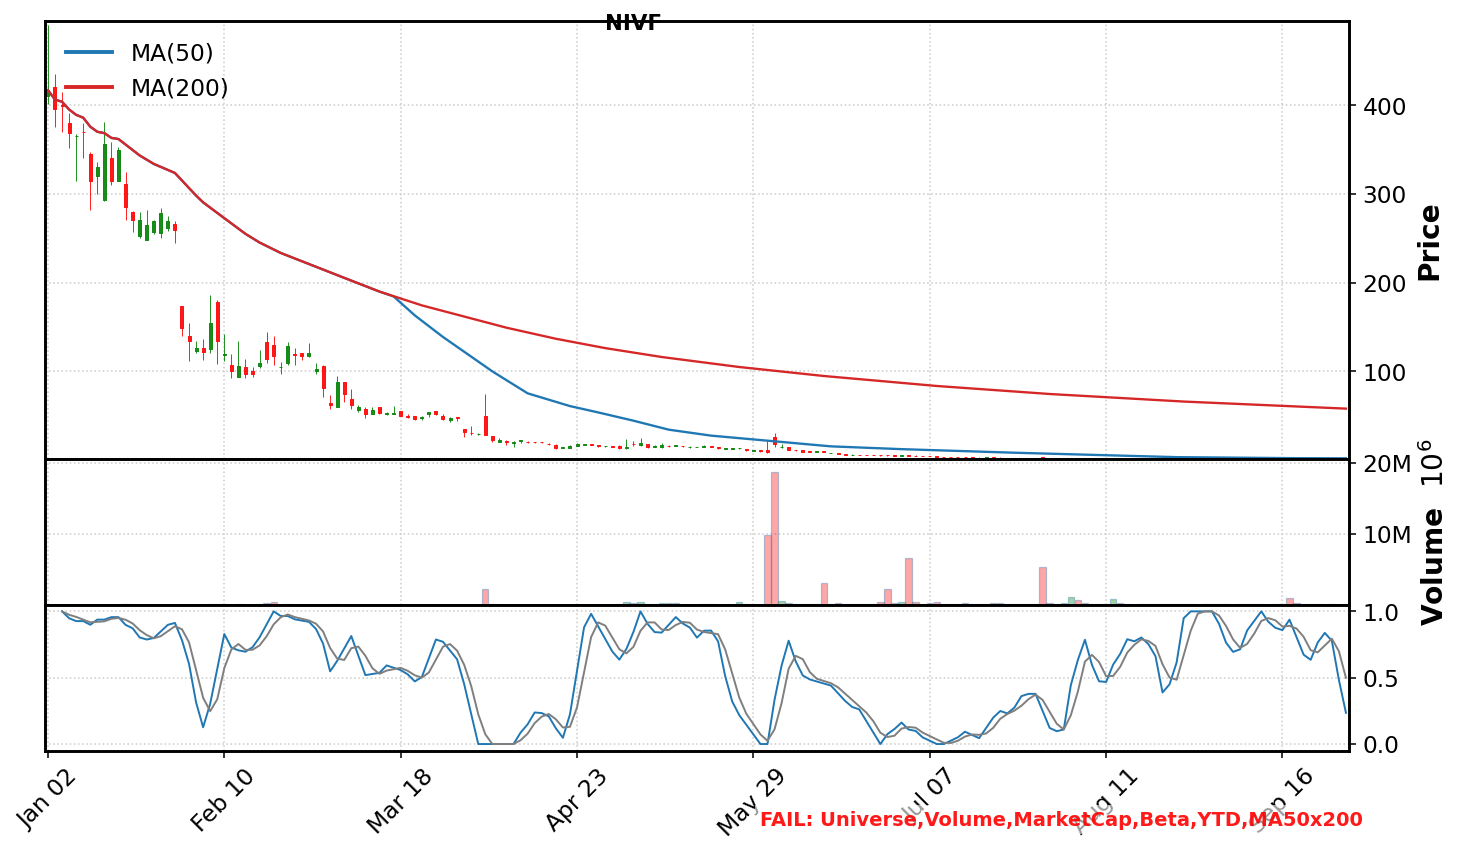 NIVF
MA(50)
MA(200)
400
300
200
100
Price
20M
10M
10^6
Volume
1.0
0.5
0.0
Jan 02
Feb 10
Mar 18
Apr 23
May 29
Jul 07
Aug 11
Sep 16
FAIL: Universe,Volume,MarketCap,Beta,YTD,MA50x200